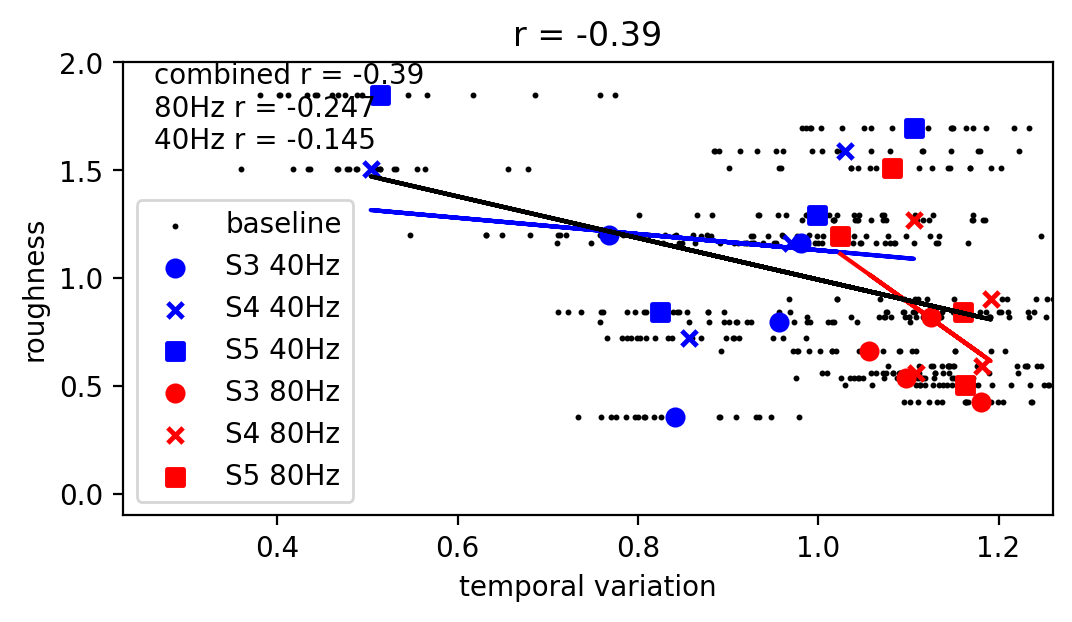 r = -0.39
combined r = -0.39
80Hz r = -0.247
40Hz r = -0.145
baseline
S3 40Hz
S4 40Hz
S5 40Hz
S3 80Hz
S4 80Hz
S5 80Hz
roughness
2.0
1.5
1.0
0.5
0.0
0.4 0.6 0.8 1.0 1.2
temporal variation